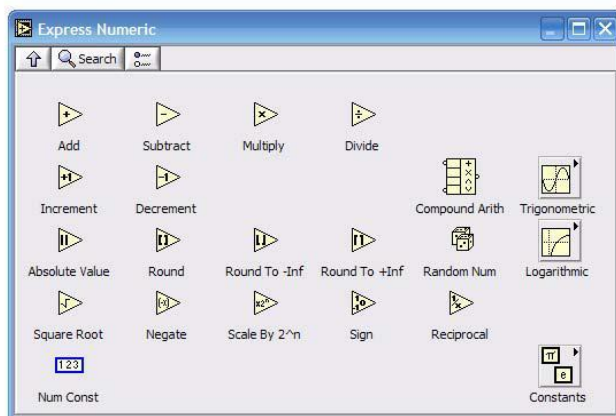 Express Numeric
Search
Add Subtract Multiply Divide
Increment Decrement Compound Arith Trigonometric
Absolute Value Round Round To -Inf Round To +Inf Random Num Logarithmic
Square Root Negate Scale By 2^n Sign Reciprocal
123
π e
Num Const Constants